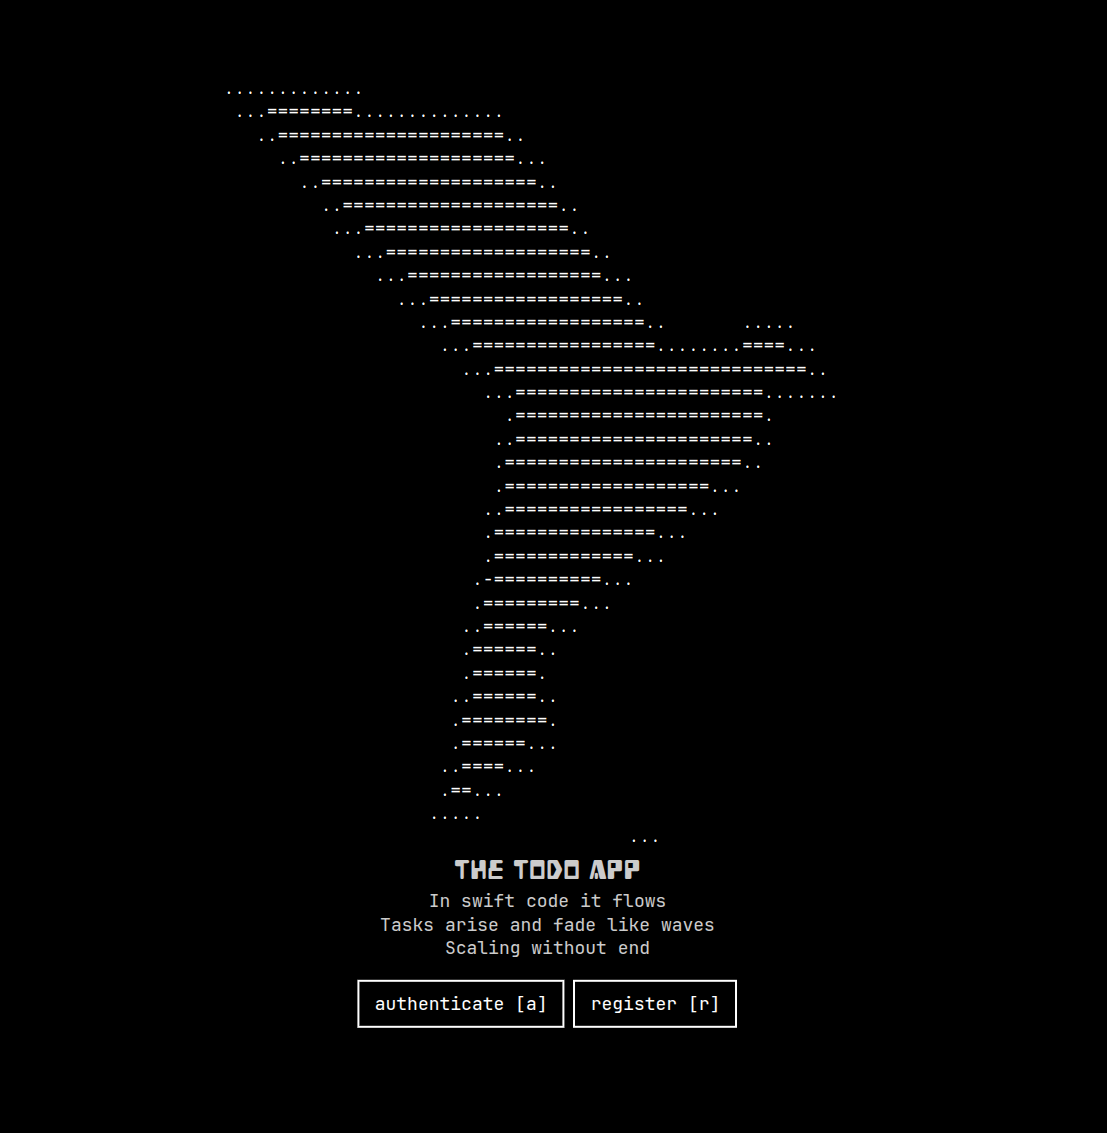 THE TODO APP
In swift code it flows
Tasks arise and fade like waves
Scaling without end
authenticate [a]
register [r]